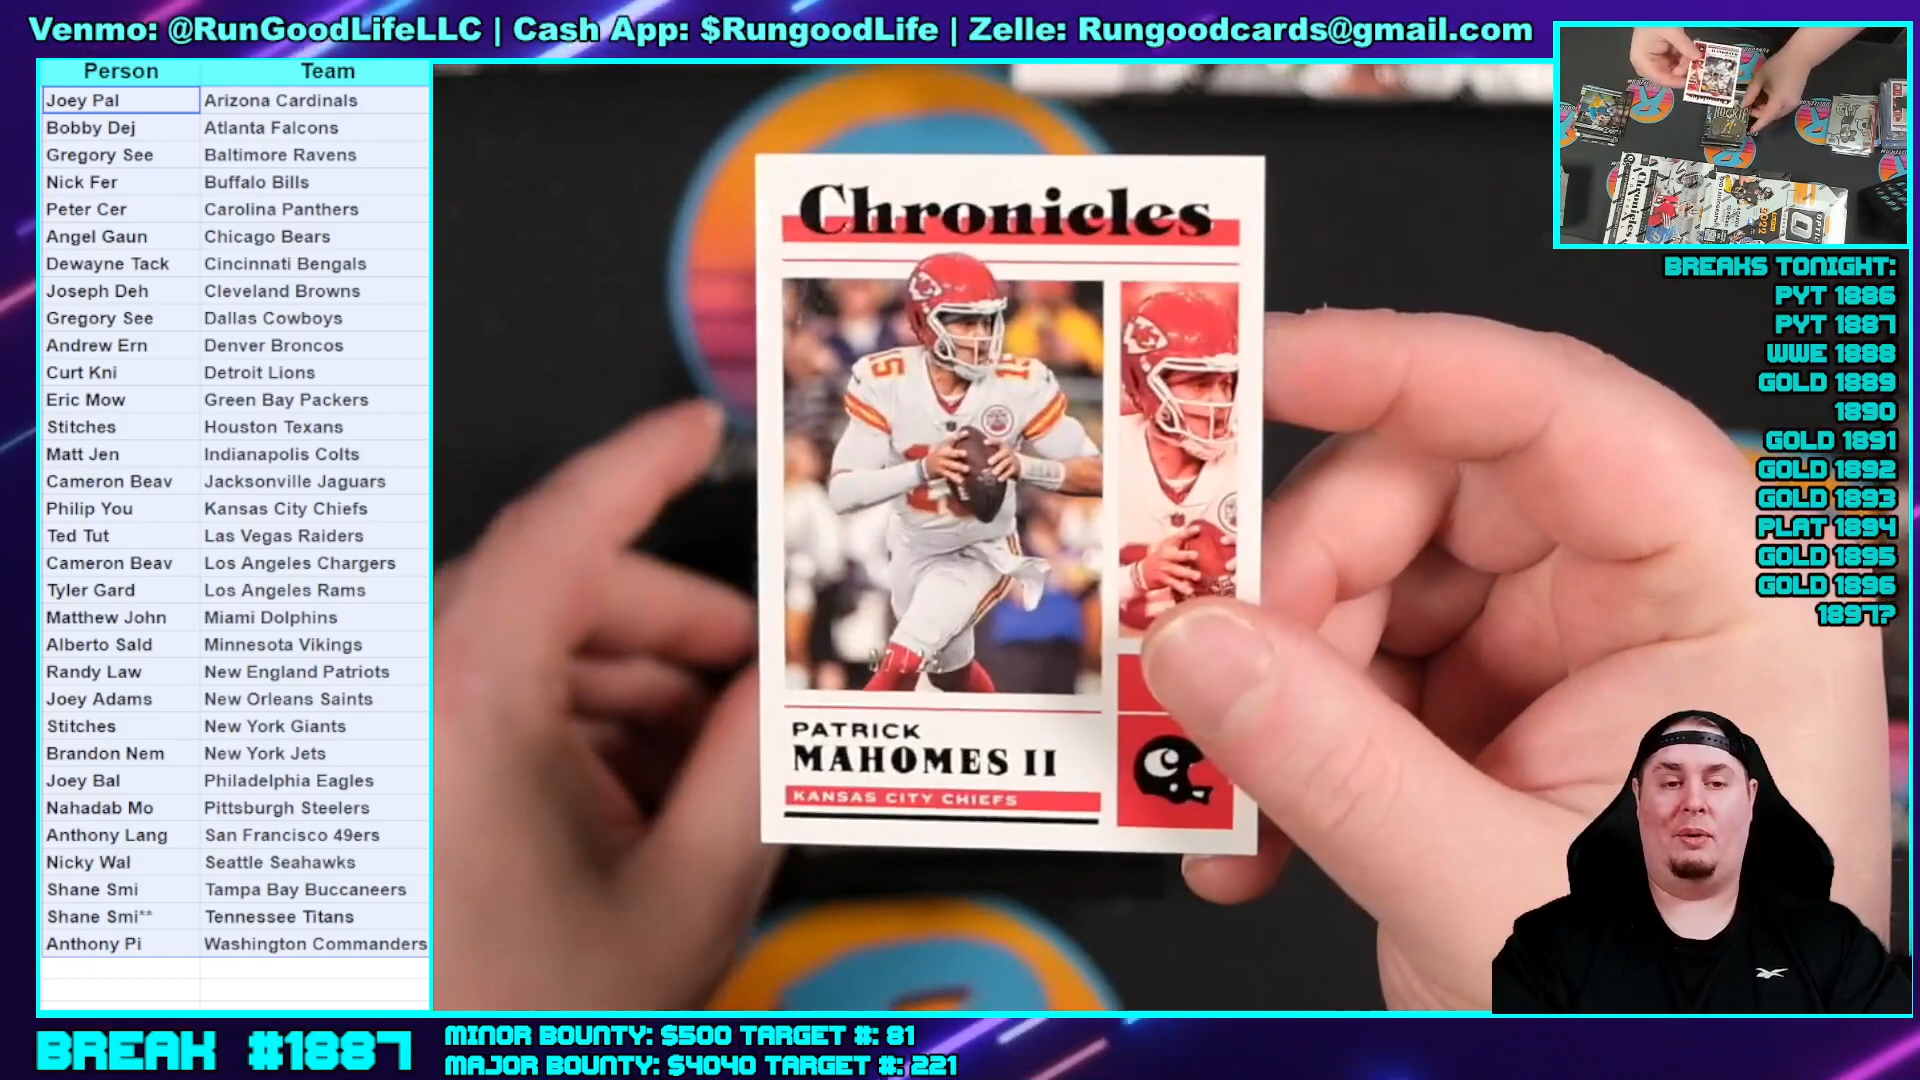 Venmo: @RunGoodLifeLLC | Cash App: $RungoodLife | Zelle: Rungoodcards@gmail.com
Person Team
Joey Pal Arizona Cardinals
Bobby Dej Atlanta Falcons
Gregory See Baltimore Ravens
Nick Fer Buffalo Bills
Peter Cer Carolina Panthers
Angel Gaun Chicago Bears
Dewayne Tack Cincinnati Bengals
Joseph Deh Cleveland Browns
Gregory See Dallas Cowboys
Andrew Ern Denver Broncos
Curt Kni Detroit Lions
Eric Mow Green Bay Packers
Stitches Houston Texans
Matt Jen Indianapolis Colts
Cameron Beav Jacksonville Jaguars
Philip You Kansas City Chiefs
Ted Tut Las Vegas Raiders
Cameron Beav Los Angeles Chargers
Tyler Gard Los Angeles Rams
Matthew John Miami Dolphins
Alberto Sald Minnesota Vikings
Randy Law New England Patriots
Joey Adams New Orleans Saints
Stitches New York Giants
Brandon Nem New York Jets
Joey Bal Philadelphia Eagles
Nahadab Mo Pittsburgh Steelers
Anthony Lang San Francisco 49ers
Nicky Wal Seattle Seahawks
Shane Smi Tampa Bay Buccaneers
Shane Smi** Tennessee Titans
Anthony Pi Washington Commanders
Chronicles
15 15
PATRICK
MAHOMES II
KANSAS CITY CHIEFS
C
Chronicles
2022
OPTIC
BREAKS TONIGHT:
PYT 1886
PYT 1887
WWE 1888
GOLD 1889
1890
GOLD 1891
GOLD 1892
GOLD 1893
PLAT 1894
GOLD 1895
GOLD 1896
1897?
BREAK #1887
MINOR BOUNTY: $500 TARGET #: 81
MAJOR BOUNTY: $4040 TARGET #: 221